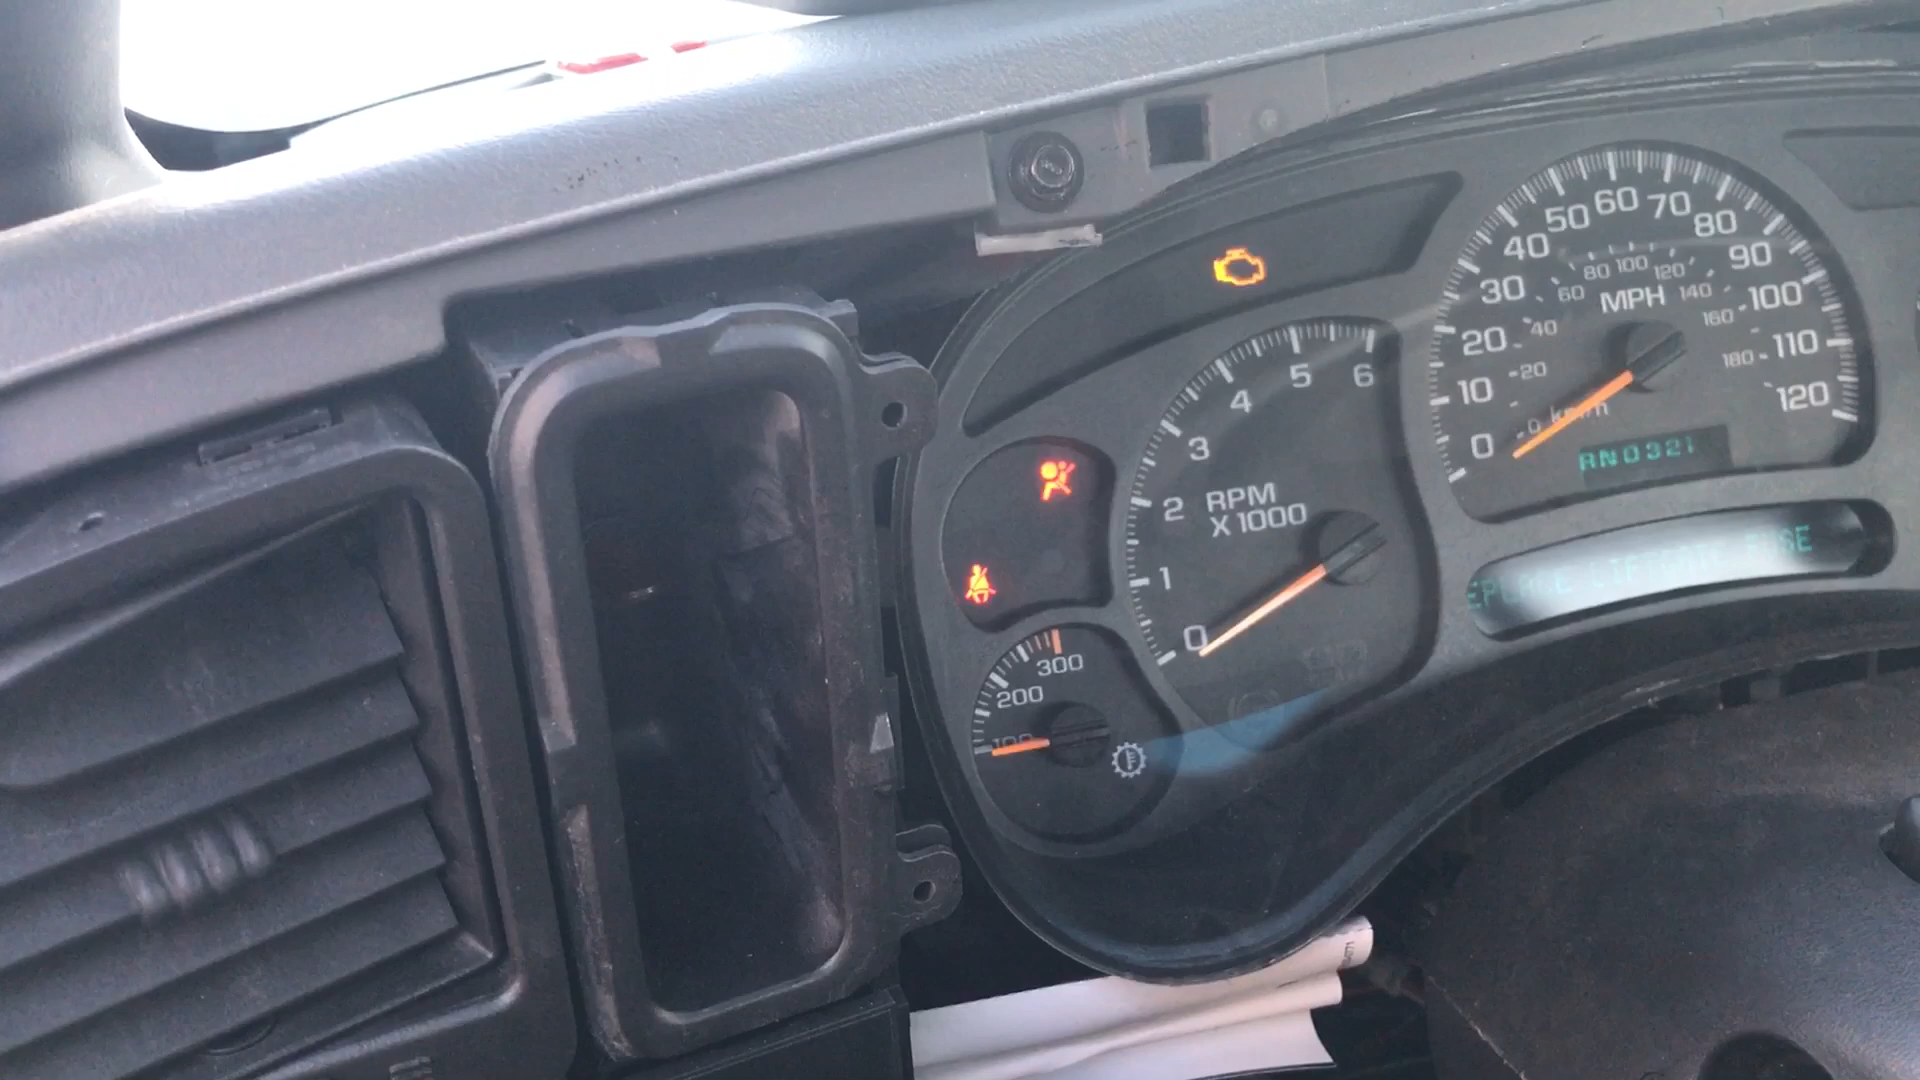 0 10 20 30 40 50 60 70 80 90 100 110 120
MPH
20 40 60 80 100 120 140 160 180
0 km/h
RN0321
0 1 2 3 4 5 6
RPM
X 1000
100 200 300